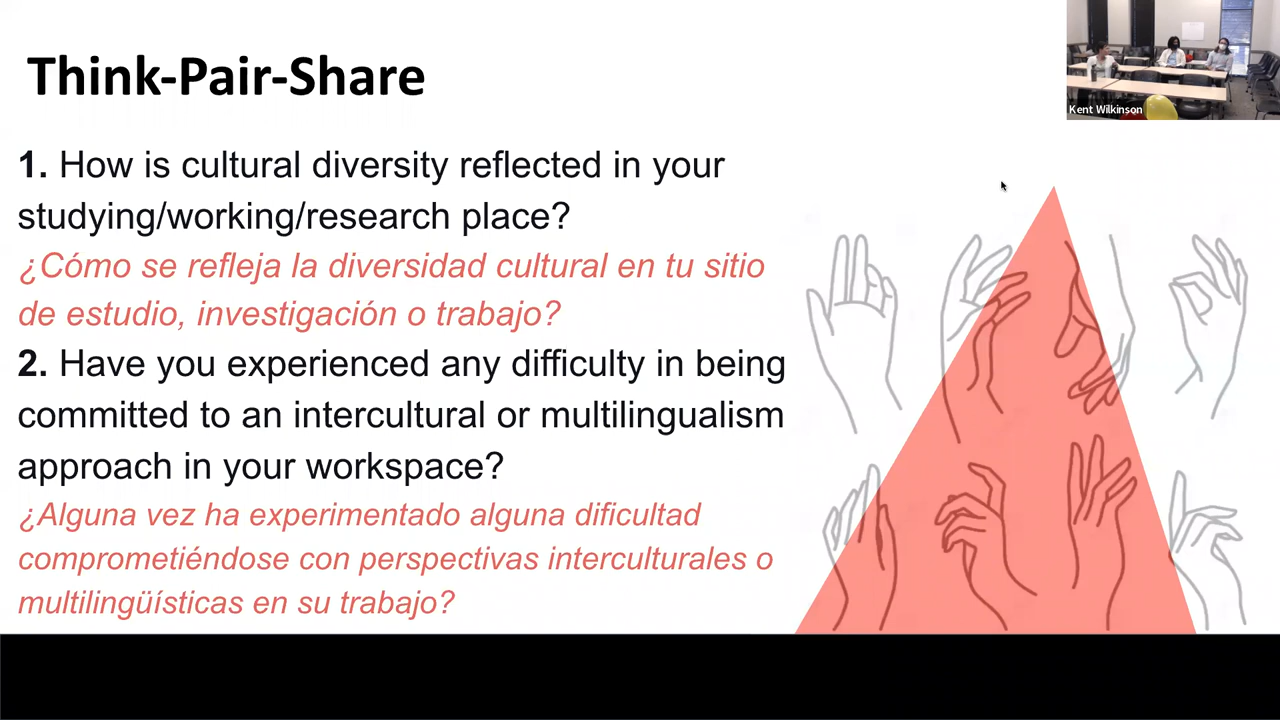 Think-Pair-Share
Kent Wilkinson
1. How is cultural diversity reflected in your
studying/working/research place?
¿Cómo se refleja la diversidad cultural en tu sitio
de estudio, investigación o trabajo?
2. Have you experienced any difficulty in being
committed to an intercultural or multilingualism
approach in your workspace?
¿Alguna vez ha experimentado alguna dificultad
comprometiéndose con perspectivas interculturales o
multilingüísticas en su trabajo?